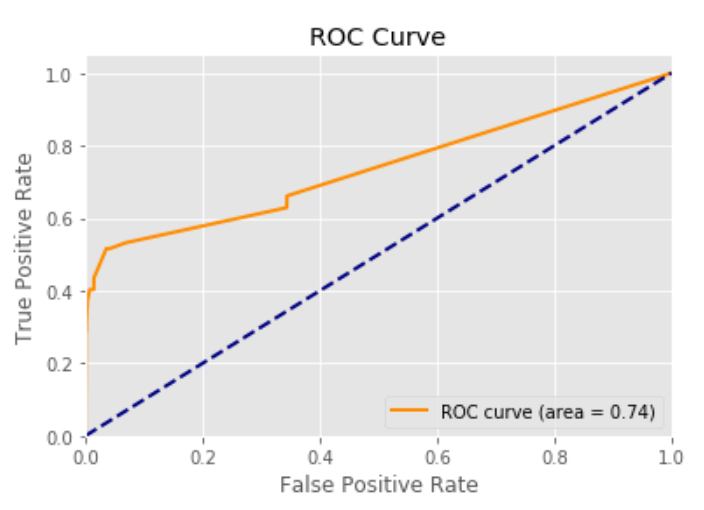 ROC Curve
1.0
0.8
0.6
0.4
0.2
0.0
True Positive Rate
ROC curve (area = 0.74)
0.0 0.2 0.4 0.6 0.8 1.0
False Positive Rate